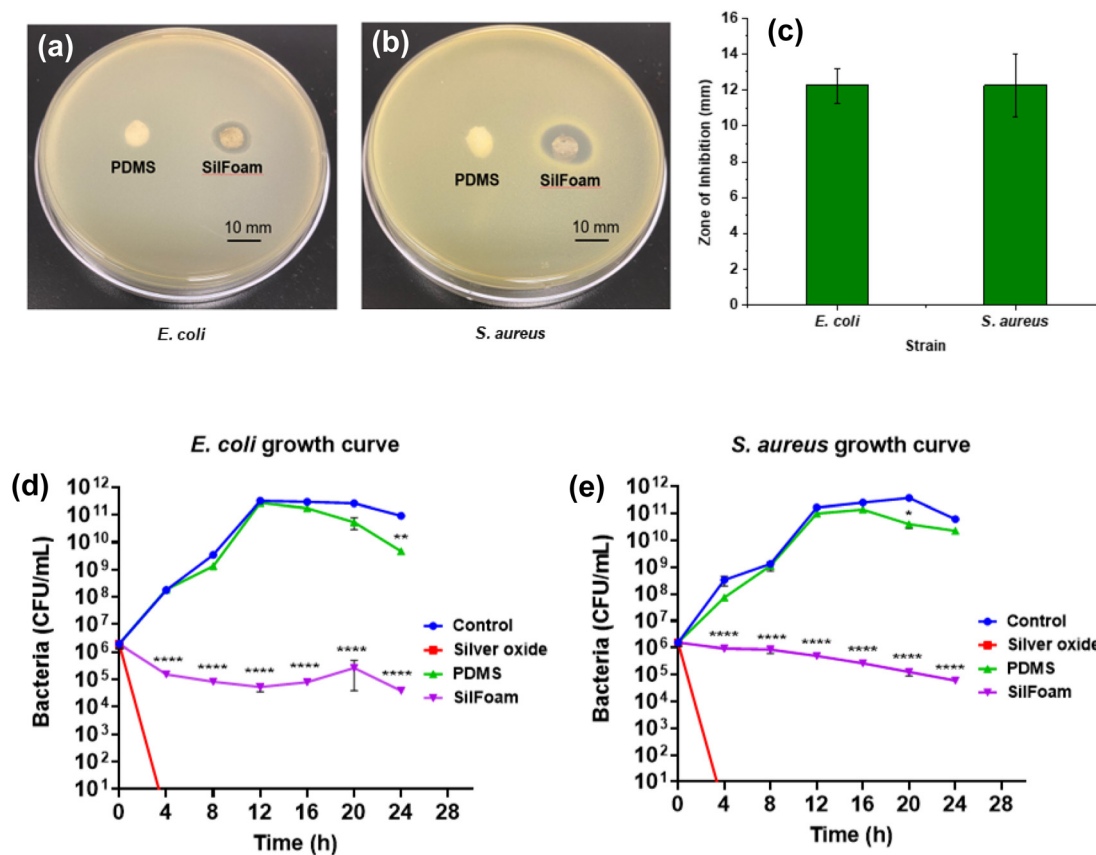 (a)
PDMS
SilFoam
10 mm
E. coli
(b)
PDMS
SilFoam
10 mm
S. aureus
(c)
16
14
12
10
8
6
4
2
0
Zone of Inhibition (mm)
E. coli
S. aureus
Strain
(d)
E. coli growth curve
10¹²
10¹¹
10¹⁰
10⁹
10⁸
10⁷
10⁶
10⁵
10⁴
10³
10²
10¹
Bacteria (CFU/mL)
**
**** **** **** **** **** ****
Control
Silver oxide
PDMS
SilFoam
0 4 8 12 16 20 24 28
Time (h)
(e)
S. aureus growth curve
10¹²
10¹¹
10¹⁰
10⁹
10⁸
10⁷
10⁶
10⁵
10⁴
10³
10²
10¹
Bacteria (CFU/mL)
*
**** **** **** **** **** ****
Control
Silver oxide
PDMS
SilFoam
0 4 8 12 16 20 24 28
Time (h)